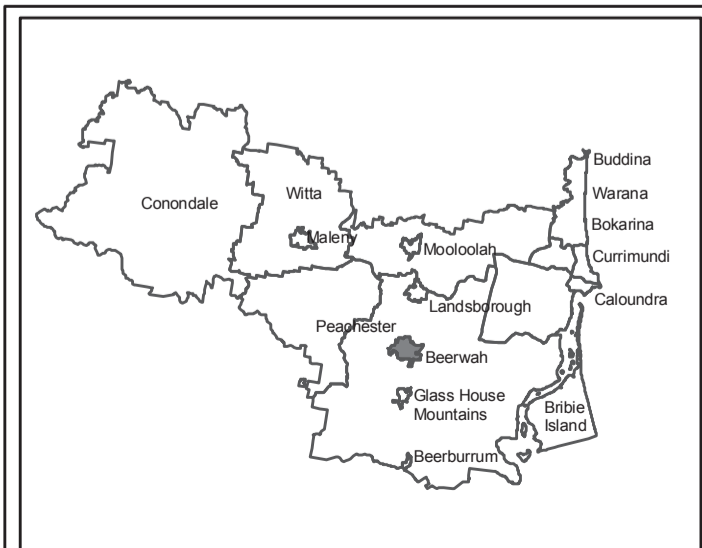 Buddina
Conondale
Witta
Warana
Maleny
Mooloolah
Bokarina
Currimundi
Landsborough
Caloundra
Peachester
Beerwah
Glass House
Mountains
Bribie
Island
Beerburrum